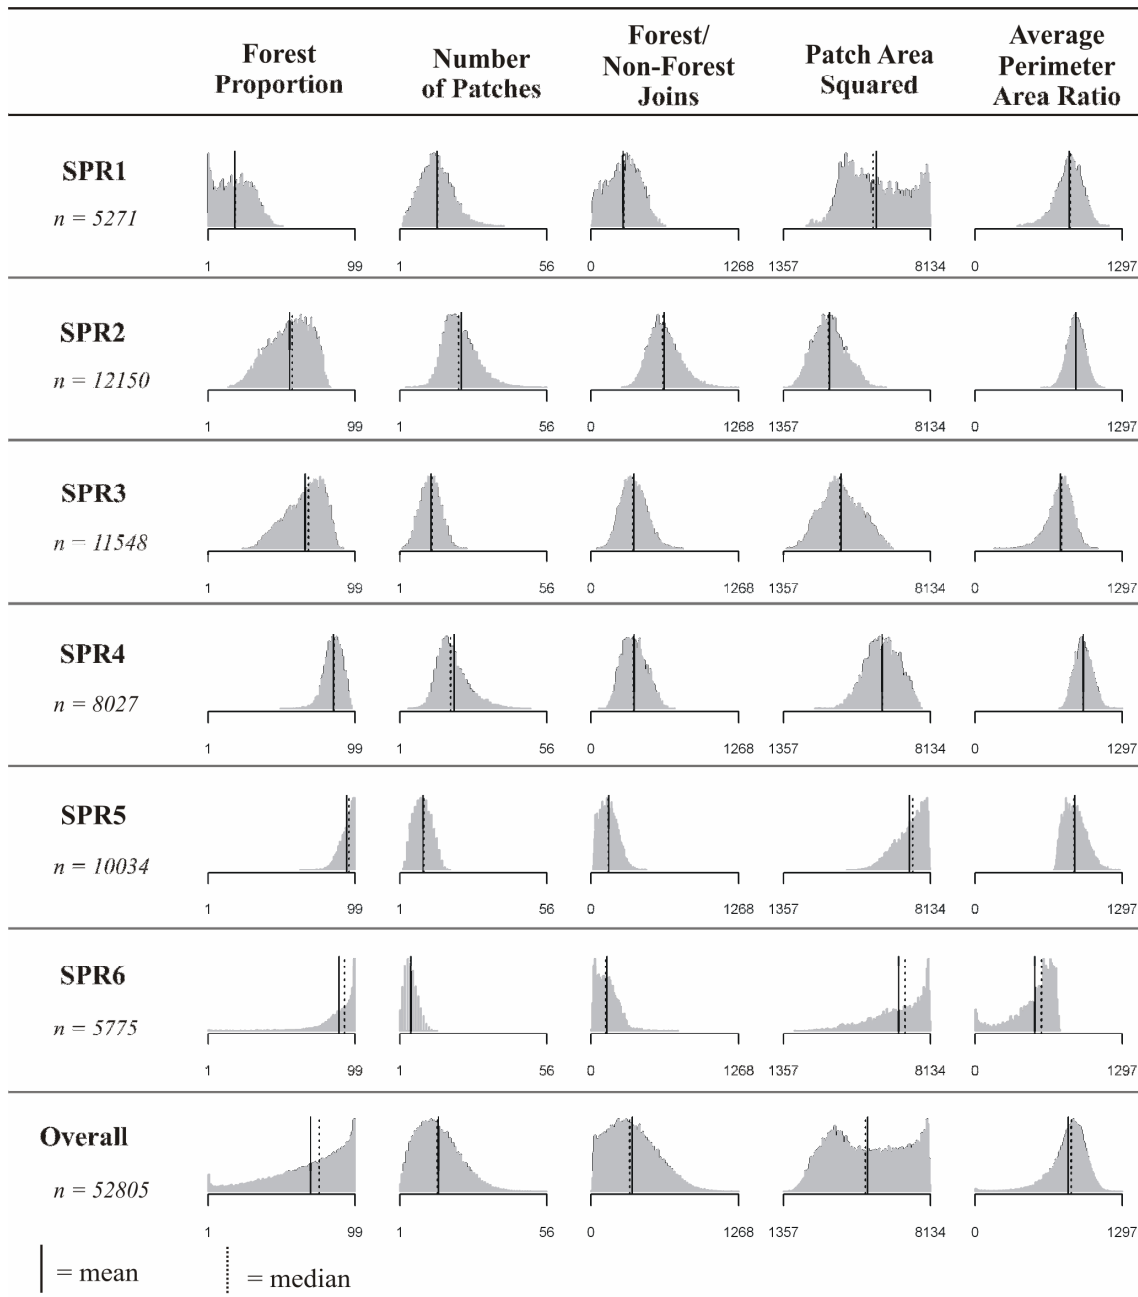 Forest Proportion
Number of Patches
Forest/ Non-Forest Joins
Patch Area Squared
Average Perimeter Area Ratio
SPR1
n = 5271
1 99 1 56 0 1268 1357 8134 0 1297
SPR2
n = 12150
1 99 1 56 0 1268 1357 8134 0 1297
SPR3
n = 11548
1 99 1 56 0 1268 1357 8134 0 1297
SPR4
n = 8027
1 99 1 56 0 1268 1357 8134 0 1297
SPR5
n = 10034
1 99 1 56 0 1268 1357 8134 0 1297
SPR6
n = 5775
1 99 1 56 0 1268 1357 8134 0 1297
Overall
n = 52805
1 99 1 56 0 1268 1357 8134 0 1297
= mean = median